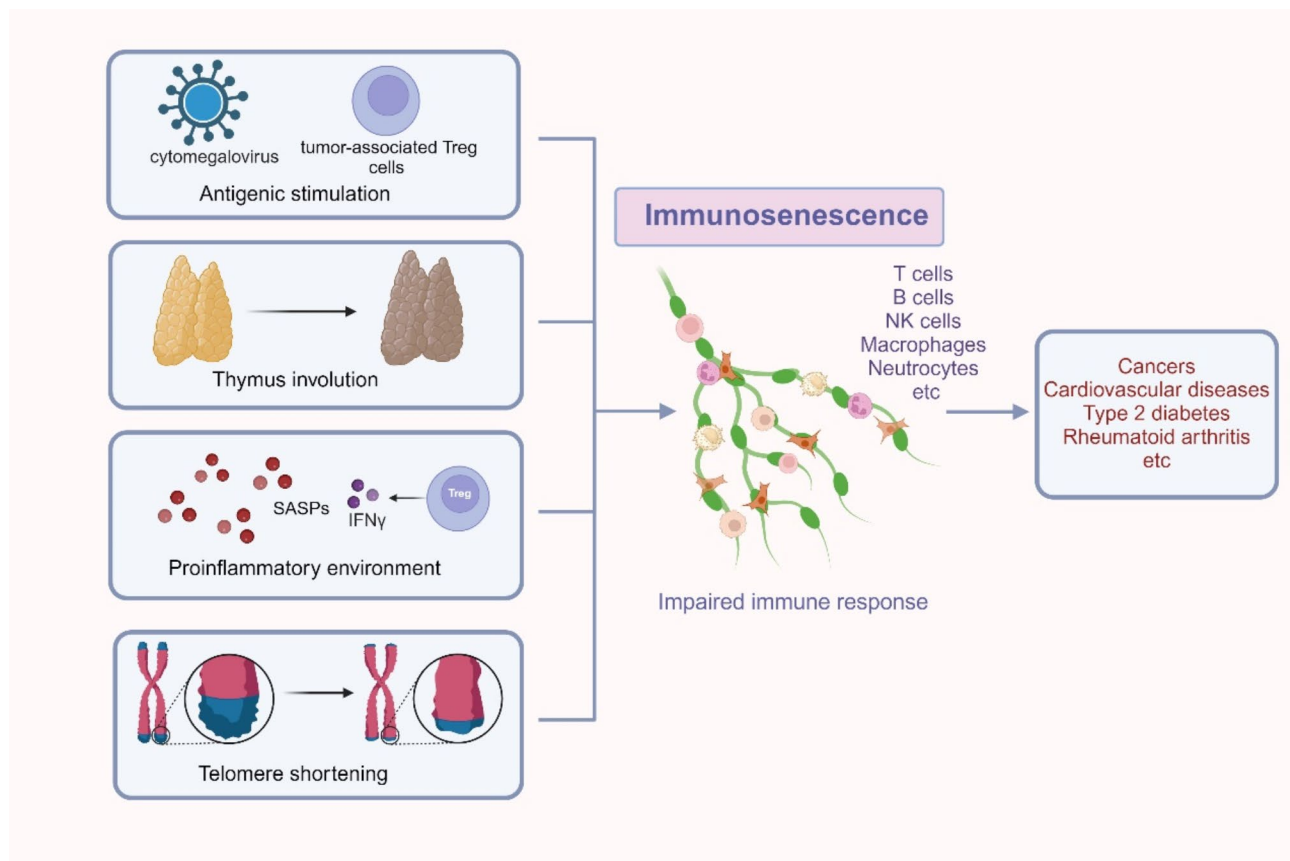 cytomegalovirus
tumor-associated Treg
cells
Antigenic stimulation
Thymus involution
SASPs
IFNγ
Treg
Proinflammatory environment
Telomere shortening
Immunosenescence
T cells
B cells
NK cells
Macrophages
Neutrocytes
etc
Impaired immune response
Cancers
Cardiovascular diseases
Type 2 diabetes
Rheumatoid arthritis
etc